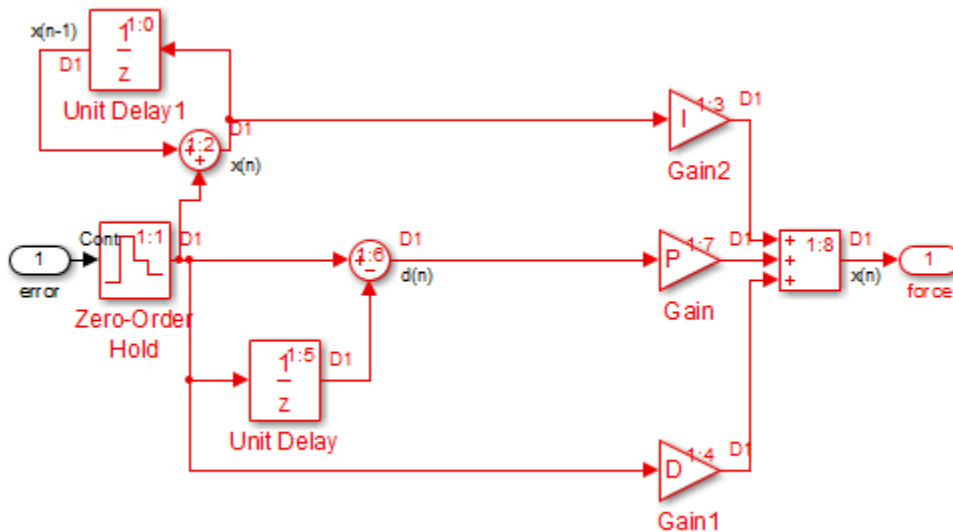 x(n-1)
D1
1:0
1
z
Unit Delay1
1:2
+
+
D1
x(n)
I
1:3
D1
Gain2
1
error
Cont
1:1
D1
Zero-Order
Hold
1:6
+
−
D1
d(n)
P
1:7
D1
Gain
+
+
+
1:8
D1
x(n)
1
force
1:5
1
z
D1
Unit Delay
D
1:4
D1
Gain1